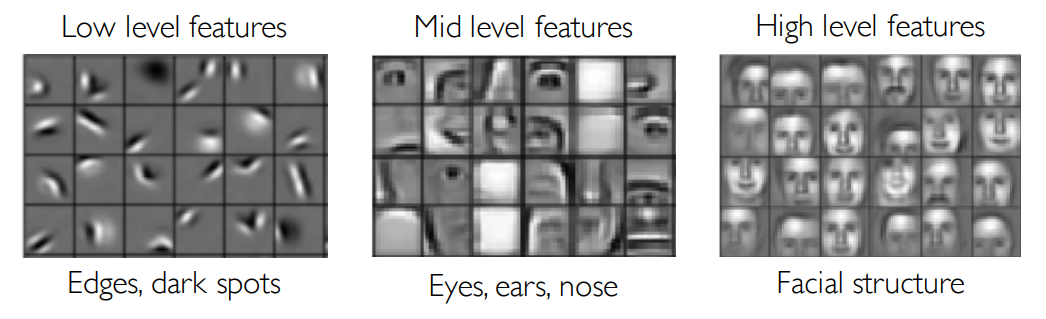 Low level features
Mid level features
High level features
Edges, dark spots
Eyes, ears, nose
Facial structure